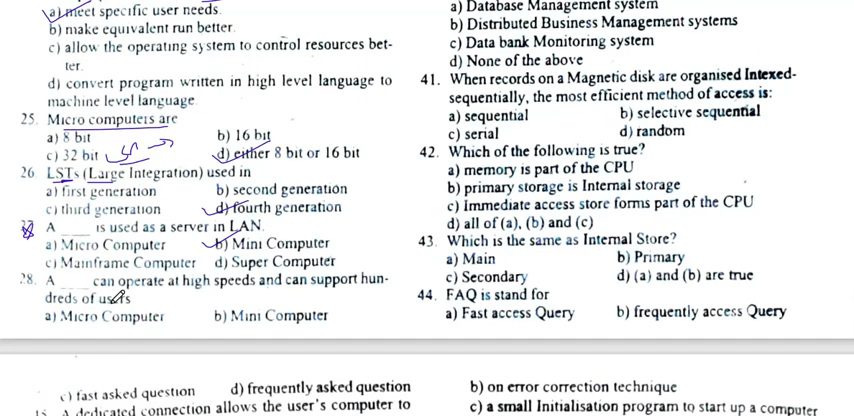 a) meet specific user needs.
b) make equivalent run better.
c) allow the operating system to control resources bet-
ter.
d) convert program written in high level language to
machine level language.
25. Micro computers are
a) 8 bit b) 16 bit
c) 32 bit d) either 8 bit or 16 bit
26. LSTs (Large Integration) used in
a) first generation b) second generation
c) third generation d) fourth generation
27. A ____ is used as a server in LAN.
a) Micro Computer b) Mini Computer
c) Mainframe Computer d) Super Computer
28. A ____ can operate at high speeds and can support hun-
dreds of users
a) Micro Computer b) Mini Computer
c) fast asked question d) frequently asked question
A dedicated connection allows the user's computer to
a) Database Management system
b) Distributed Business Management systems
c) Data bank Monitoring system
d) None of the above
41. When records on a Magnetic disk are organised Intexed-
sequentially, the most efficient method of access is:
a) sequential b) selective sequential
c) serial d) random
42. Which of the following is true?
a) memory is part of the CPU
b) primary storage is Internal storage
c) Immediate access store forms part of the CPU
d) all of (a), (b) and (c)
43. Which is the same as Internal Store?
a) Main b) Primary
c) Secondary d) (a) and (b) are true
44. FAQ is stand for
a) Fast access Query b) frequently access Query
b) on error correction technique
c) a small Initialisation program to start up a computer